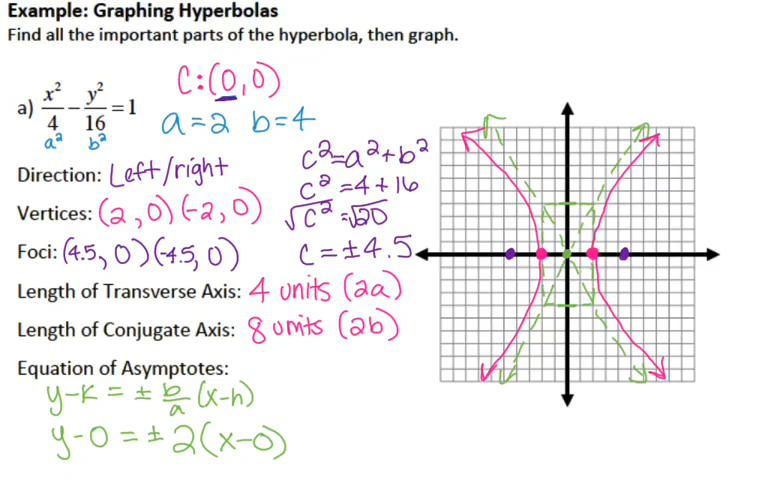 Example: Graphing Hyperbolas
Find all the important parts of the hyperbola, then graph.
C:(0,0)
a) x²/4 − y²/16 = 1
a² b²
a=2 b=4
c²=a²+b²
c²=4+16
√c²=√20
c=±4.5
Direction: Left/right
Vertices: (2,0)(-2,0)
Foci: (4.5,0)(-4.5,0)
Length of Transverse Axis: 4 units (2a)
Length of Conjugate Axis: 8 units (2b)
Equation of Asymptotes:
y-k = ± b/a (x-h)
y-0 = ± 2(x-0)